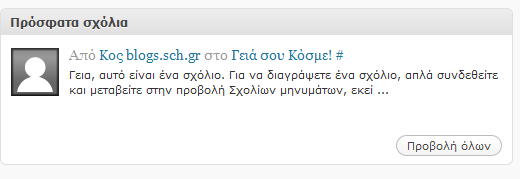 Πρόσφατα σχόλια
Από Κος blogs.sch.gr στο Γειά σου Κόσμε! #
Γεια, αυτό είναι ένα σχόλιο. Για να διαγράψετε ένα σχόλιο, απλά συνδεθείτε
και μεταβείτε στην προβολή Σχολίων μηνυμάτων, εκεί ...
Προβολή όλων